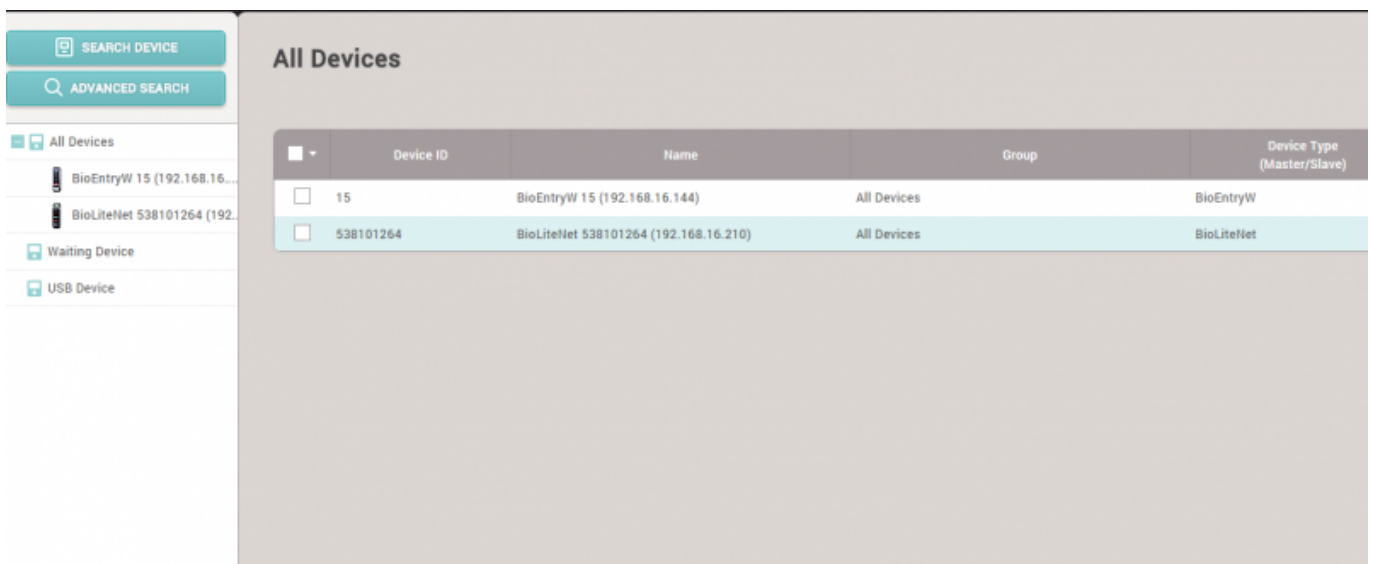 SEARCH DEVICE
ADVANCED SEARCH
All Devices
BioEntryW 15 (192.168.16....
BioLiteNet 538101264 (192..
Waiting Device
USB Device
All Devices
Device ID Name Group Device Type
(Master/Slave)
15 BioEntryW 15 (192.168.16.144) All Devices BioEntryW
538101264 BioLiteNet 538101264 (192.168.16.210) All Devices BioLiteNet